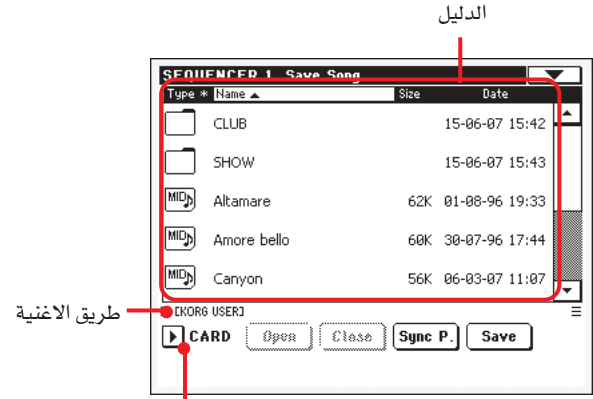 الدليل
SEQUENCER 1 Save Song
Type * Name ▲ Size Date
CLUB 15-06-07 15:42
SHOW 15-06-07 15:43
MID Altamare 62K 01-08-96 19:33
MID Amore bello 60K 30-07-96 17:44
MID Canyon 56K 06-03-07 11:07
طريق الاغنية
[KORG USER]
CARD Open Close Sync P. Save